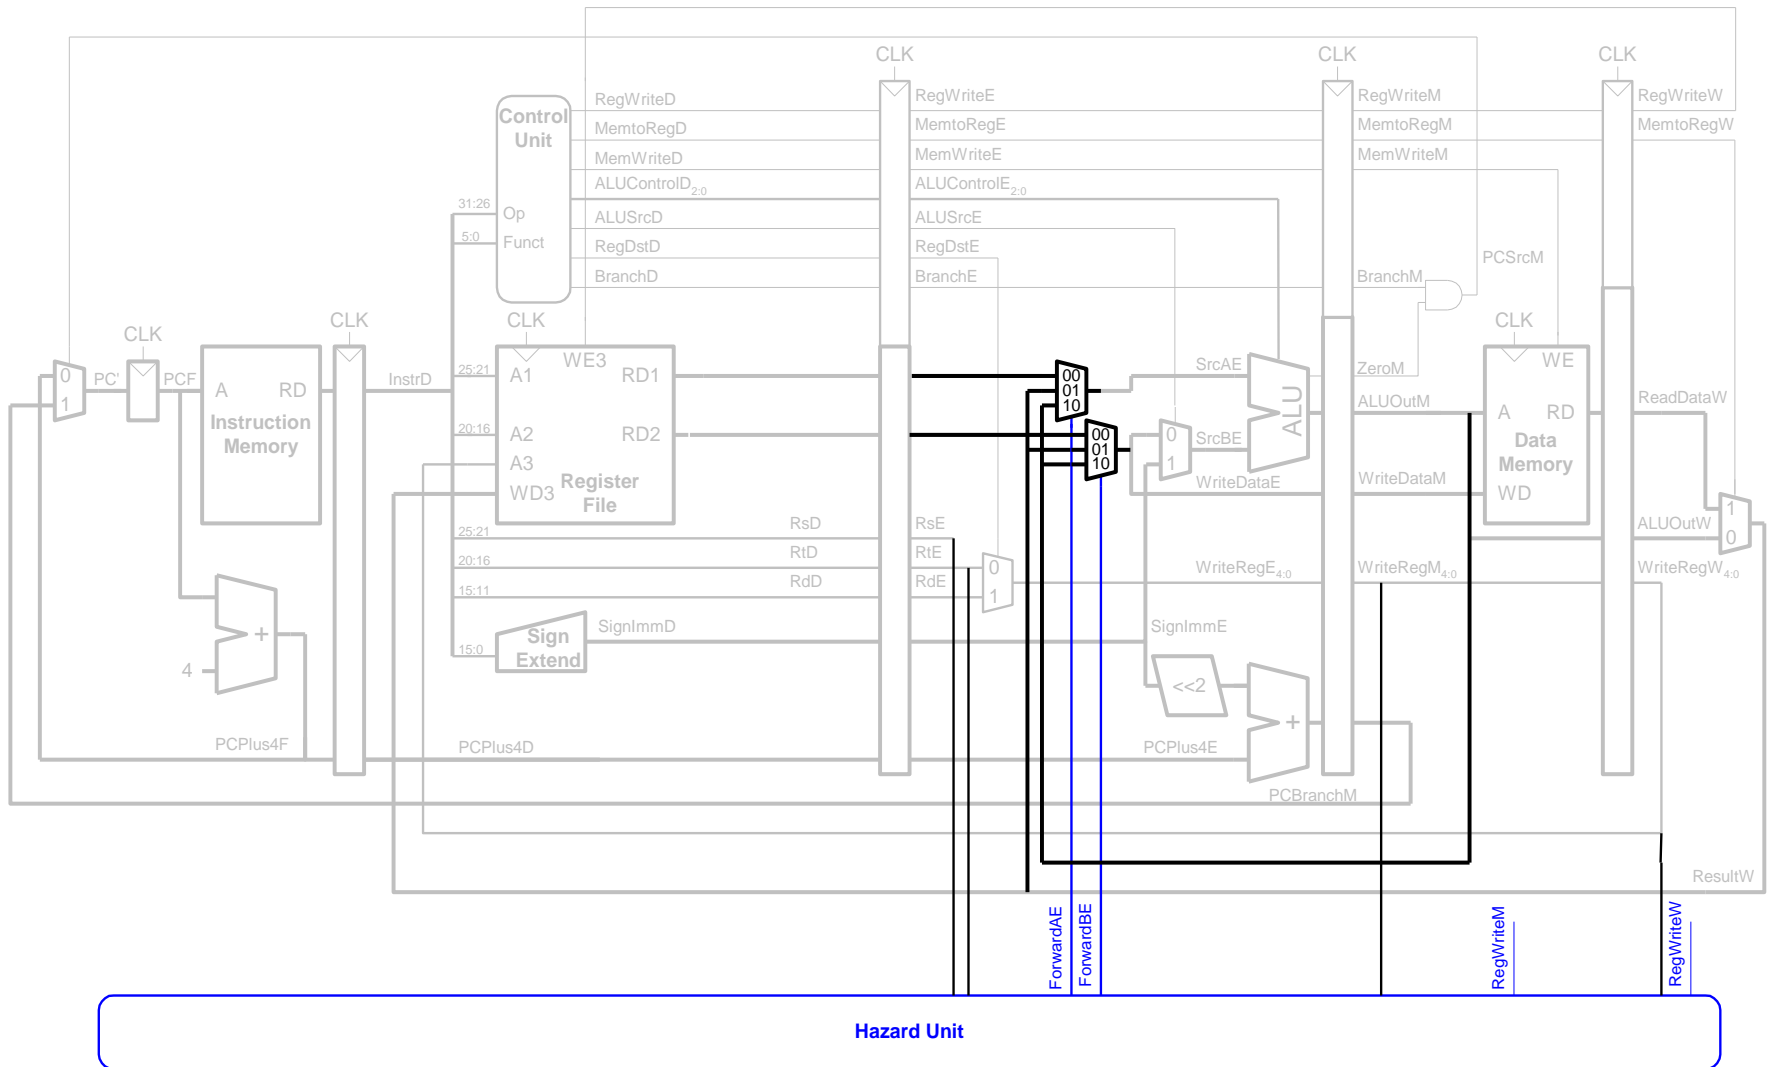 CLK CLK CLK
RegWriteD RegWriteE RegWriteM RegWriteW
Control Unit
MemtoRegD MemtoRegE MemtoRegM MemtoRegW
MemWriteD MemWriteE MemWriteM
ALUControlD2:0 ALUControlE2:0
31:26 Op ALUSrcD ALUSrcE
5:0 Funct RegDstD RegDstE PCSrcM
BranchD BranchE BranchM
CLK CLK CLK CLK
WE3 WE
0 PC' PCF A RD InstrD 25:21 A1 RD1 00 SrcAE ZeroM
1 01 ALU ALUOutM A RD ReadDataW
10
Instruction Memory
20:16 A2 RD2 00 0 SrcBE Data Memory
A3 01
10 1
WD3 Register File WriteDataE WriteDataM WD 1
25:21 RsD RsE ALUOutW 0
20:16 RtD RtE 0 WriteRegE4:0 WriteRegM4:0 WriteRegW4:0
15:11 RdD RdE 1
+ Sign Extend SignImmD SignImmE
15:0
4 <<2
+
PCPlus4F PCPlus4D PCPlus4E
PCBranchM
ResultW
ForwardAE
ForwardBE
RegWriteM
RegWriteW
Hazard Unit